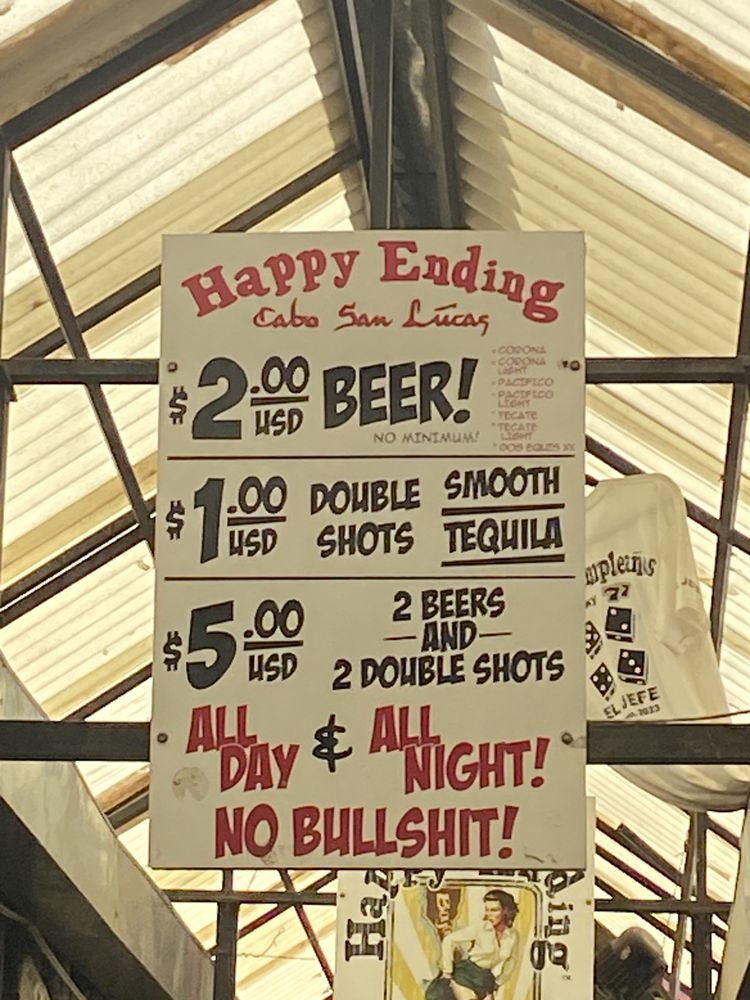 Happy Ending
Cabo San Lucas
$2.00 USD BEER!
NO MINIMUM!
• CORONA
• CORONA LIGHT
• PACIFICO
• PACIFICO LIGHT
• TECATE
• TECATE LIGHT
• DOS EQUIS XX
$1.00 USD DOUBLE SHOTS SMOOTH TEQUILA
$5.00 USD 2 BEERS
—AND—
2 DOUBLE SHOTS
ALL DAY & ALL NIGHT!
NO BULLSHIT!
EL JEFE
2023
Happy